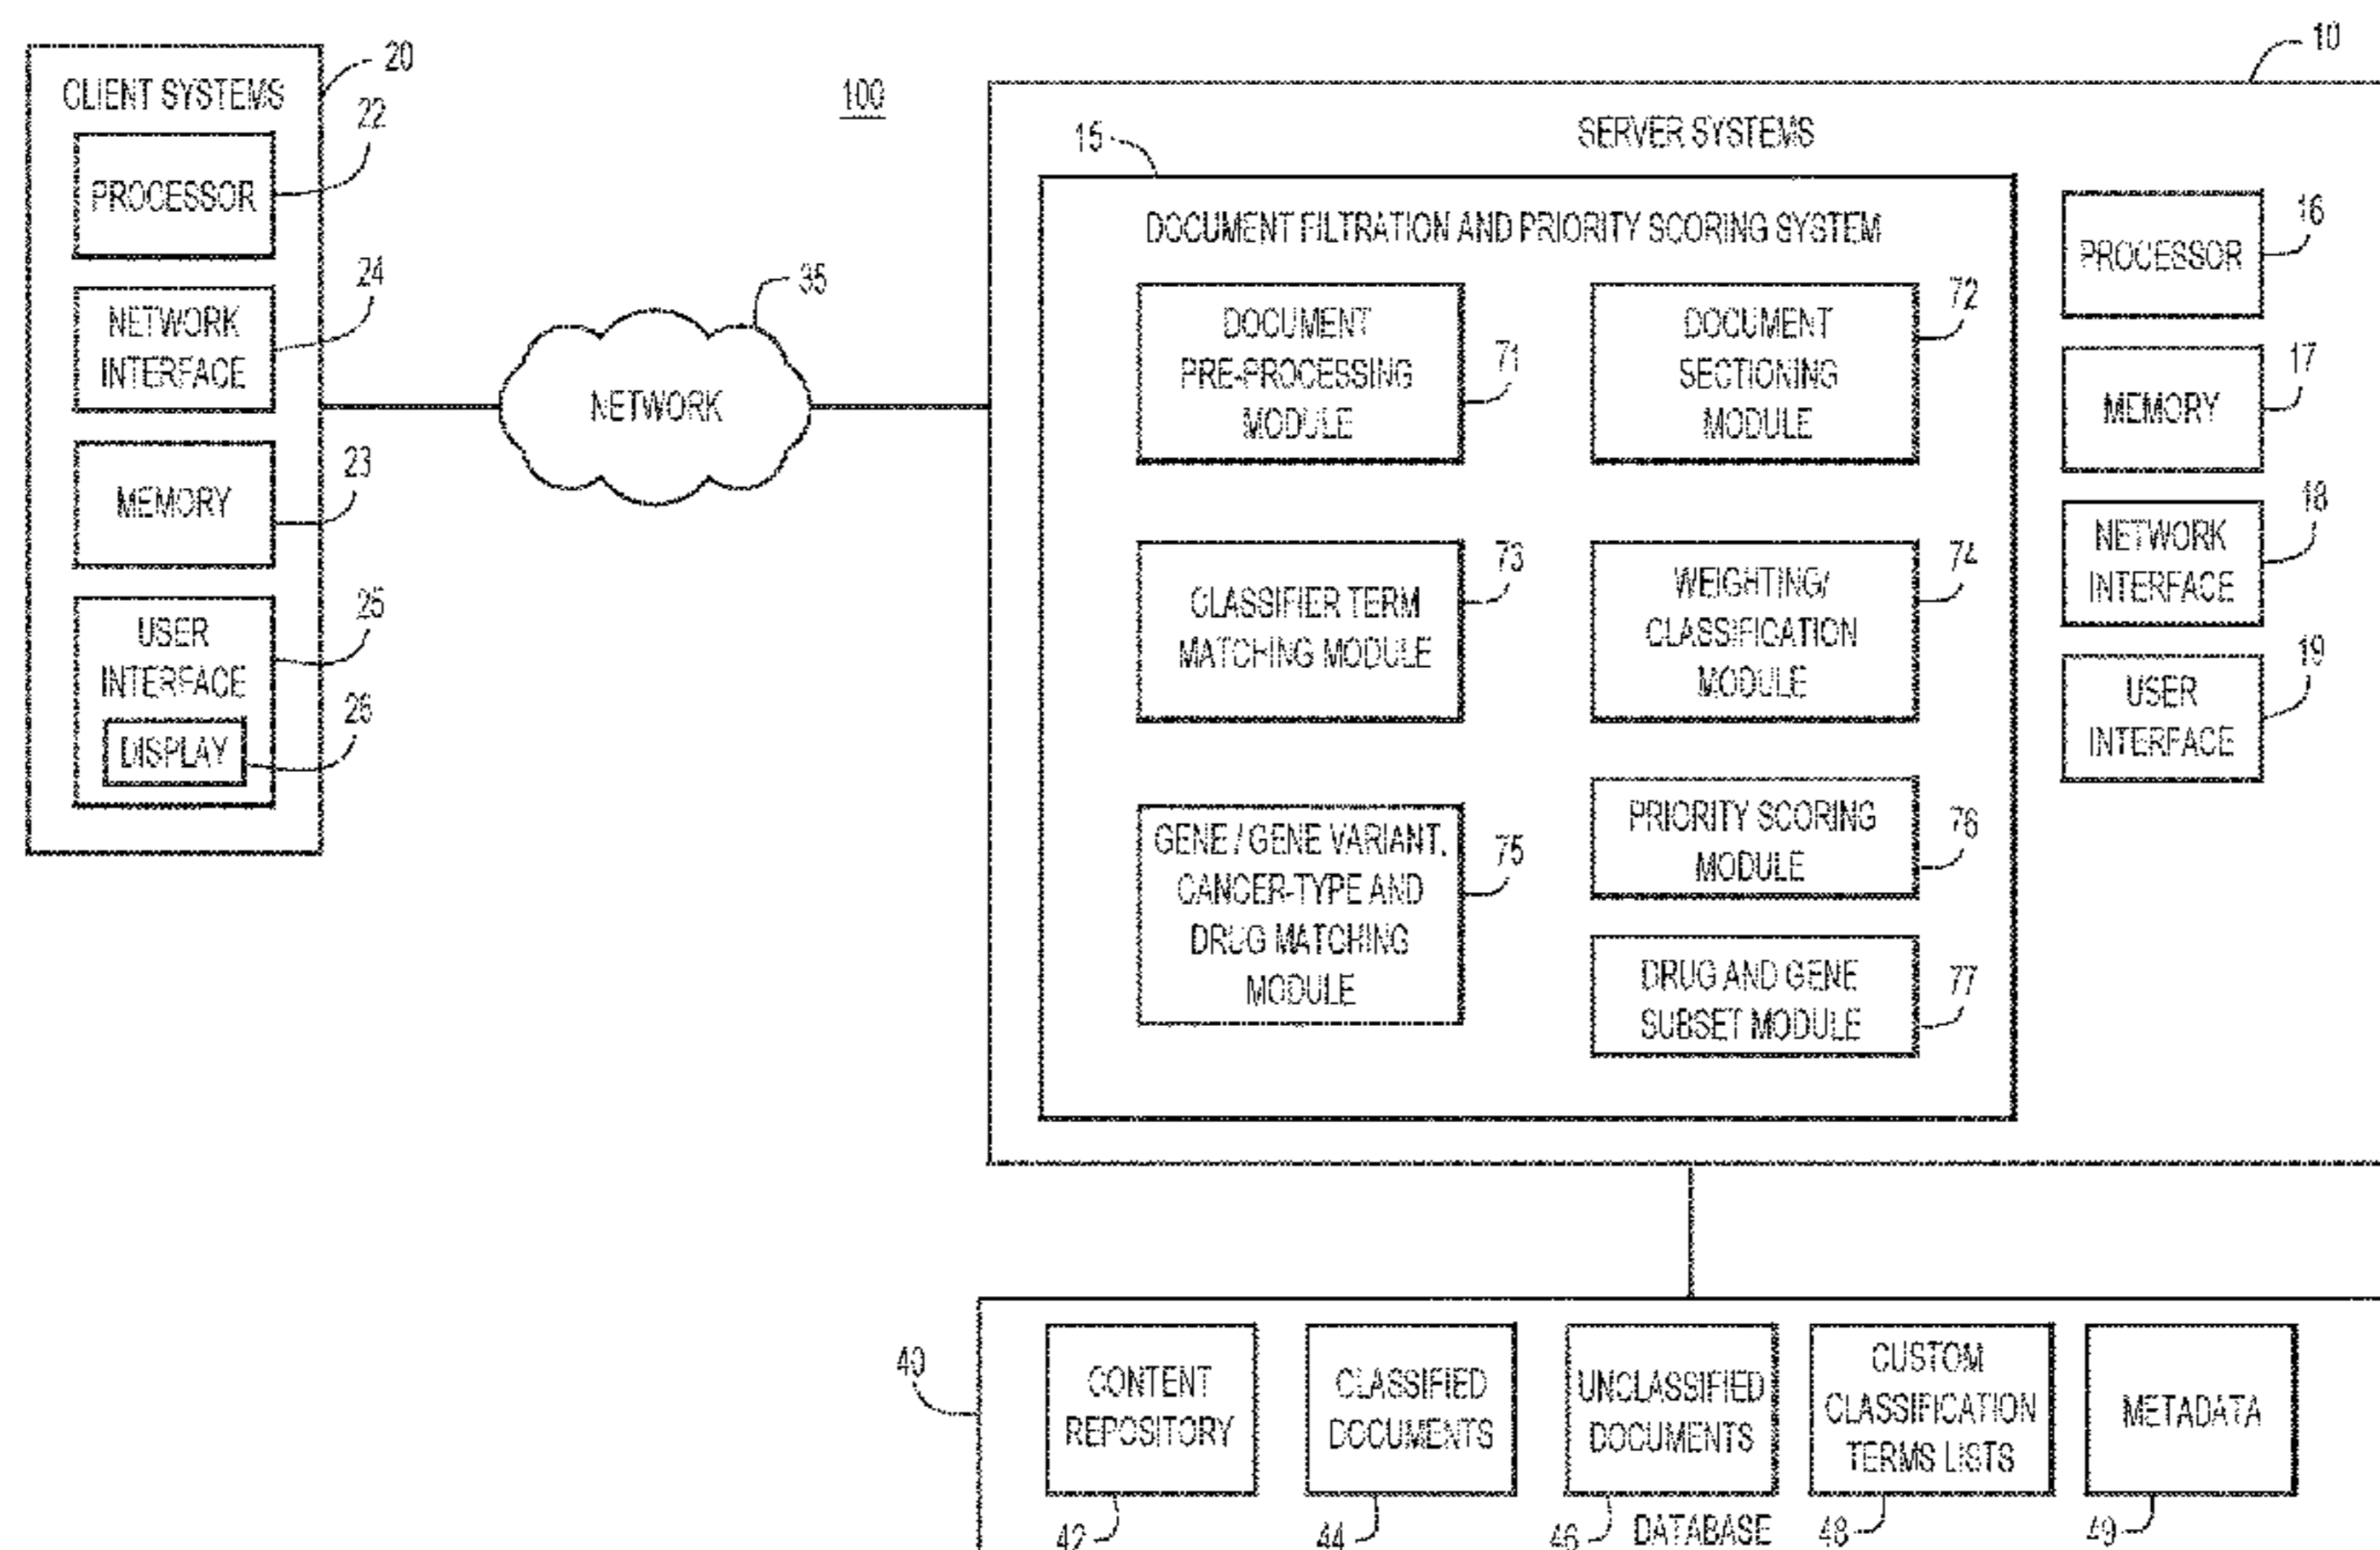 CLIENT SYSTEMS
20
PROCESSOR
22
NETWORK
INTERFACE
24
MEMORY
23
USER
INTERFACE
25
DISPLAY
26
100
NETWORK
35
10
SERVER SYSTEMS
15
DOCUMENT FILTRATION AND PRIORITY SCORING SYSTEM
DOCUMENT
PRE-PROCESSING
MODULE
71
DOCUMENT
SECTIONING
MODULE
72
CLASSIFIER TERM
MATCHING MODULE
73
WEIGHTING/
CLASSIFICATION
MODULE
74
GENE / GENE VARIANT,
CANCER-TYPE AND
DRUG MATCHING
MODULE
75
PRIORITY SCORING
MODULE
76
DRUG AND GENE
SUBSET MODULE
77
PROCESSOR
16
MEMORY
17
NETWORK
INTERFACE
18
USER
INTERFACE
19
40
CONTENT
REPOSITORY
42
CLASSIFIED
DOCUMENTS
44
UNCLASSIFIED
DOCUMENTS
46
CUSTOM
CLASSIFICATION
TERMS LISTS
48
METADATA
49
DATABASE